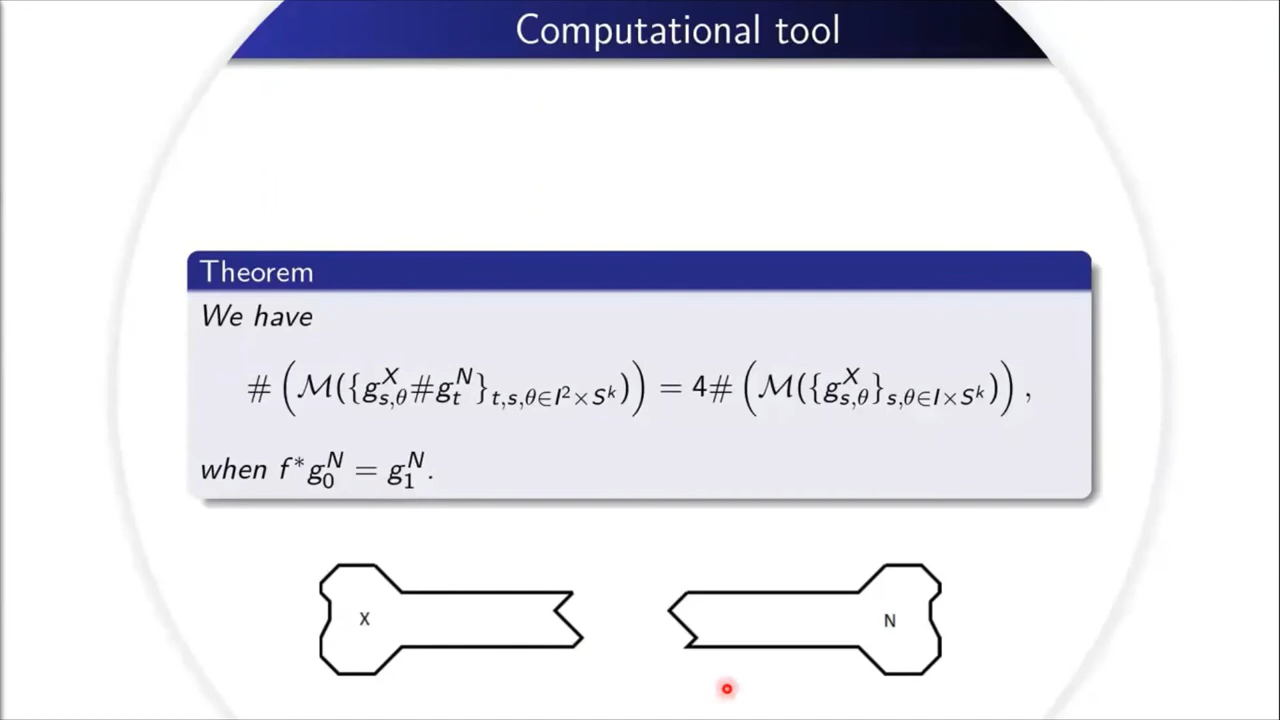 Computational tool
Theorem
We have
# (ℳ({g^X_{s,θ}#g^N_t}_{t,s,θ∈I²×S^k})) = 4# (ℳ({g^X_{s,θ}}_{s,θ∈I×S^k})) ,
when f*g^N_0 = g^N_1.
X
N